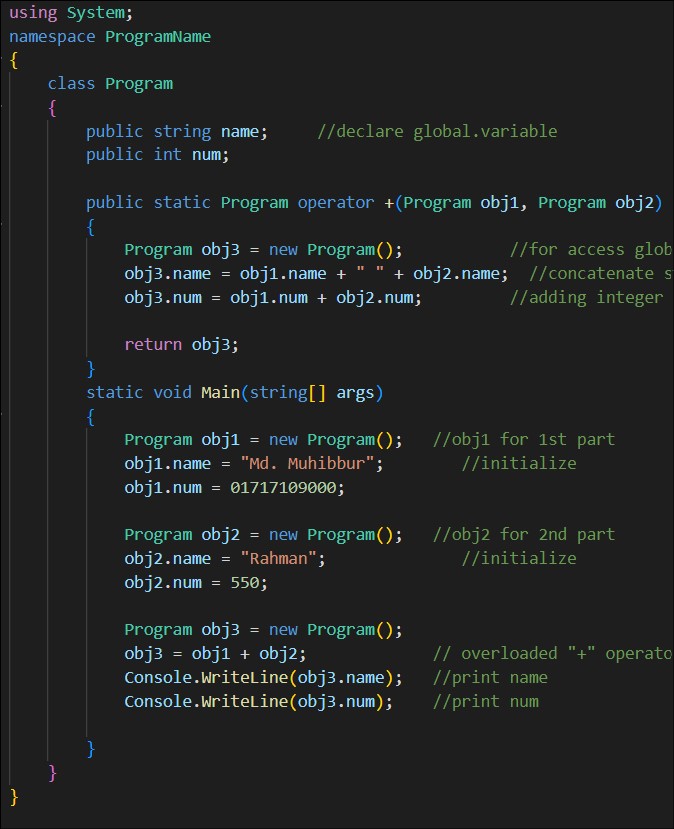 using System;
namespace ProgramName
{
    class Program
    {
        public string name;     //declare global.variable
        public int num;

        public static Program operator +(Program obj1, Program obj2)
        {
            Program obj3 = new Program();           //for access
            obj3.name = obj1.name + " " + obj2.name;  //concatenate
            obj3.num = obj1.num + obj2.num;         //adding integer

            return obj3;
        }
        static void Main(string[] args)
        {
            Program obj1 = new Program();   //obj1 for 1st part
            obj1.name = "Md. Muhibbur";        //initialize
            obj1.num = 01717109000;

            Program obj2 = new Program();   //obj2 for 2nd part
            obj2.name = "Rahman";              //initialize
            obj2.num = 550;

            Program obj3 = new Program();
            obj3 = obj1 + obj2;             // overloaded "+"
            Console.WriteLine(obj3.name);   //print name
            Console.WriteLine(obj3.num);    //print num

        }
    }
}